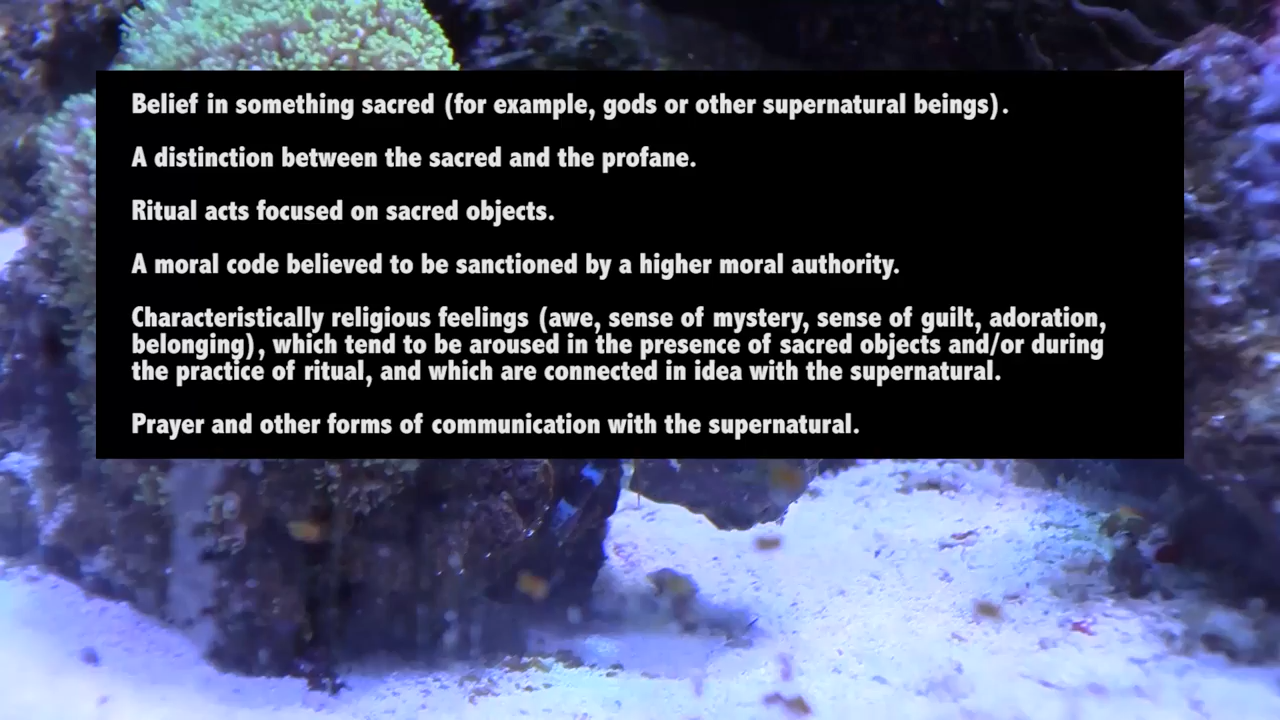 Belief in something sacred (for example, gods or other supernatural beings).
A distinction between the sacred and the profane.
Ritual acts focused on sacred objects.
A moral code believed to be sanctioned by a higher moral authority.
Characteristically religious feelings (awe, sense of mystery, sense of guilt, adoration,
belonging), which tend to be aroused in the presence of sacred objects and/or during
the practice of ritual, and which are connected in idea with the supernatural.
Prayer and other forms of communication with the supernatural.